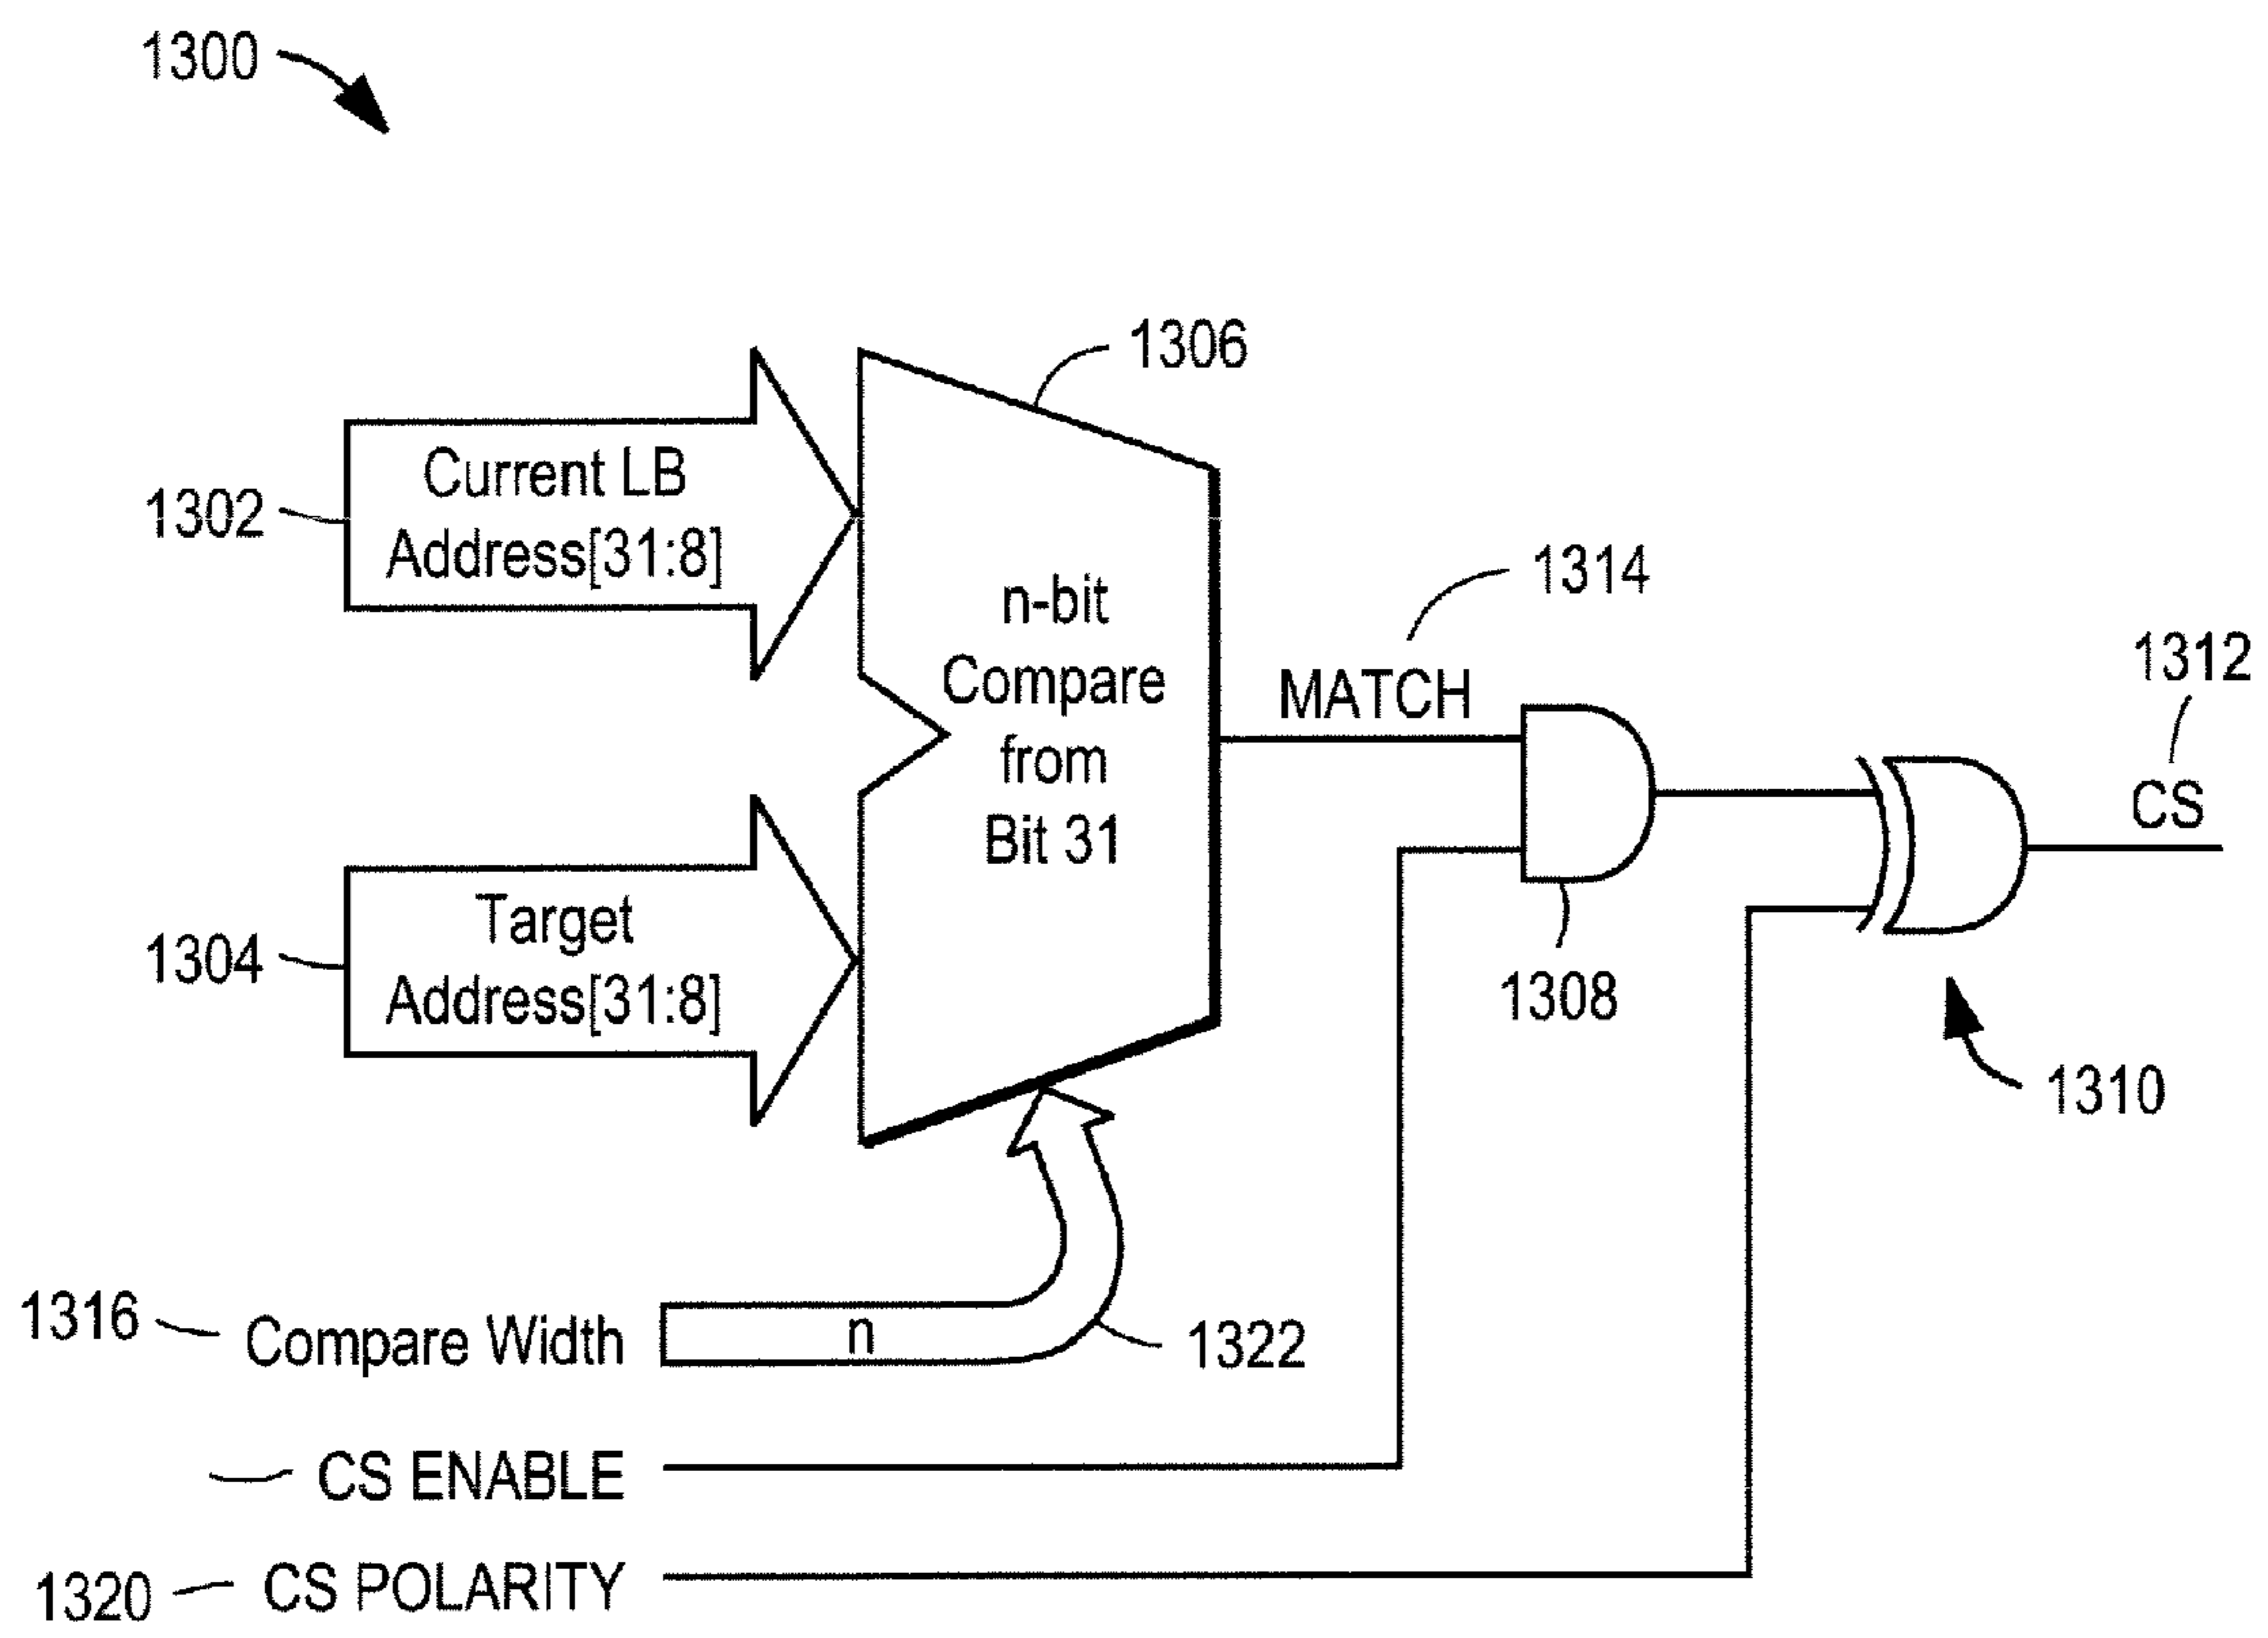 1300
1306
Current LB
Address[31:8]
1302
n-bit
Compare
from
Bit 31
1314
MATCH
1312
CS
Target
Address[31:8]
1304
1308
1310
1316
Compare Width
n
1322
CS ENABLE
1320
CS POLARITY